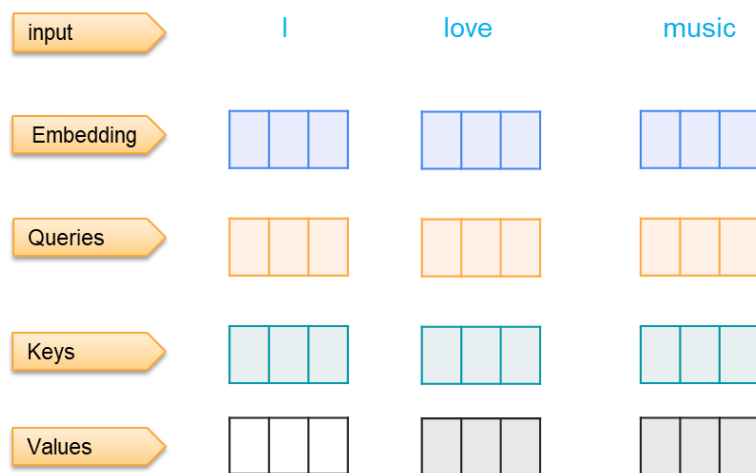 input I love music
Embedding
Queries
Keys
Values